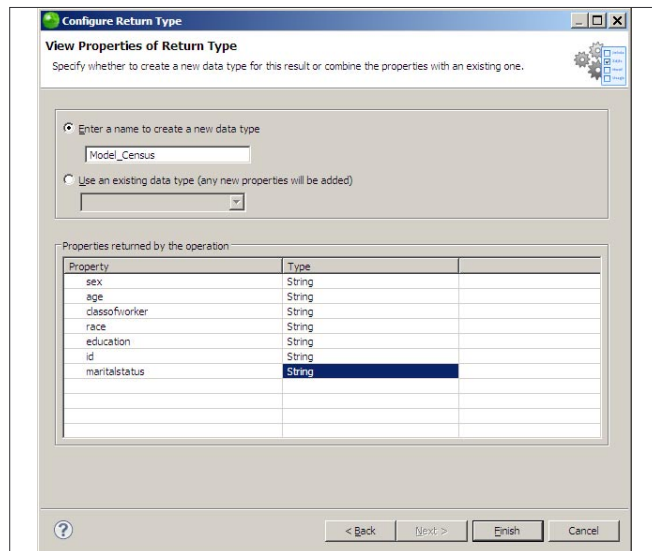 Configure Return Type
View Properties of Return Type
Specify whether to create a new data type for this result or combine the properties with an existing one.
Enter a name to create a new data type
Model_Census
Use an existing data type (any new properties will be added)
Properties returned by the operation
Property Type
sex String
age String
classofworker String
race String
education String
id String
maritalstatus String
? < Back Next > Finish Cancel